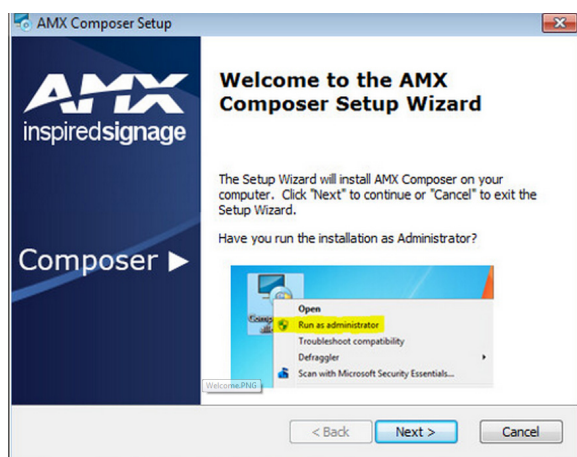 AMX Composer Setup
AMX
inspiredsignage
Composer
Welcome to the AMX
Composer Setup Wizard
The Setup Wizard will install AMX Composer on your
computer. Click "Next" to continue or "Cancel" to exit the
Setup Wizard.
Have you run the installation as Administrator?
Open
Run as administrator
Troubleshoot compatibility
Defraggler
Scan with Microsoft Security Essentials...
Welcome.PNG
< Back
Next >
Cancel